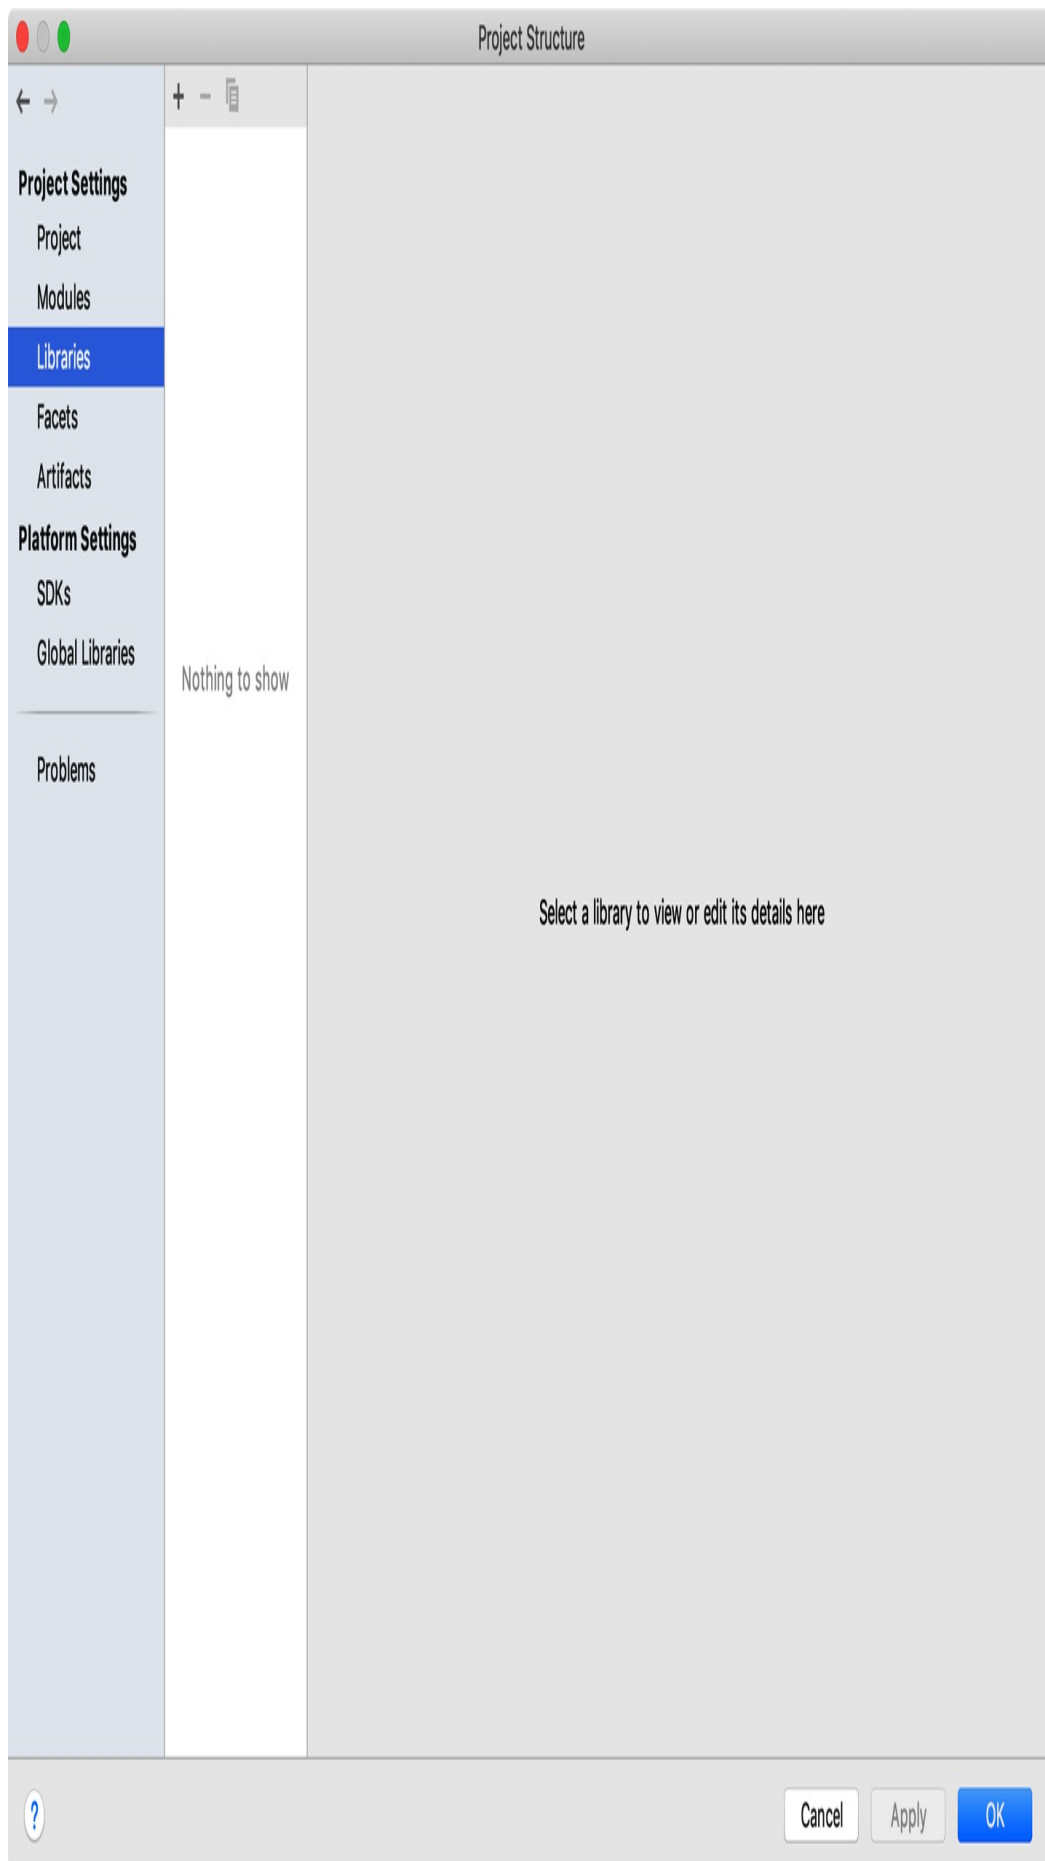 Project Structure
Project Settings
Project
Modules
Libraries
Facets
Artifacts
Platform Settings
SDKs
Global Libraries
Problems
Nothing to show
Select a library to view or edit its details here
?
Cancel
Apply
OK